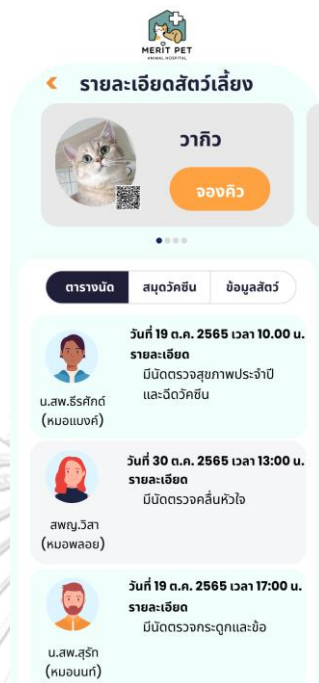 MERIT PET
ANIMAL HOSPITAL
รายละเอียดสัตว์เลี้ยง
วากิว
จองคิว
ตารางนัด สมุดวัคซีน ข้อมูลสัตว์
วันที่ 19 ต.ค. 2565 เวลา 10.00 น.
รายละเอียด
มีนัดตรวจสุขภาพประจำปี
และฉีดวัคซีน
น.สพ.ธีรศักด์
(หมอแบงค์)
วันที่ 30 ต.ค. 2565 เวลา 13:00 น.
รายละเอียด
มีนัดตรวจคลื่นหัวใจ
สพญ.วิสา
(หมอพลอย)
วันที่ 19 ต.ค. 2565 เวลา 17:00 น.
รายละเอียด
มีนัดตรวจกระดูกและข้อ
น.สพ.สุรัท
(หมอนนท์)